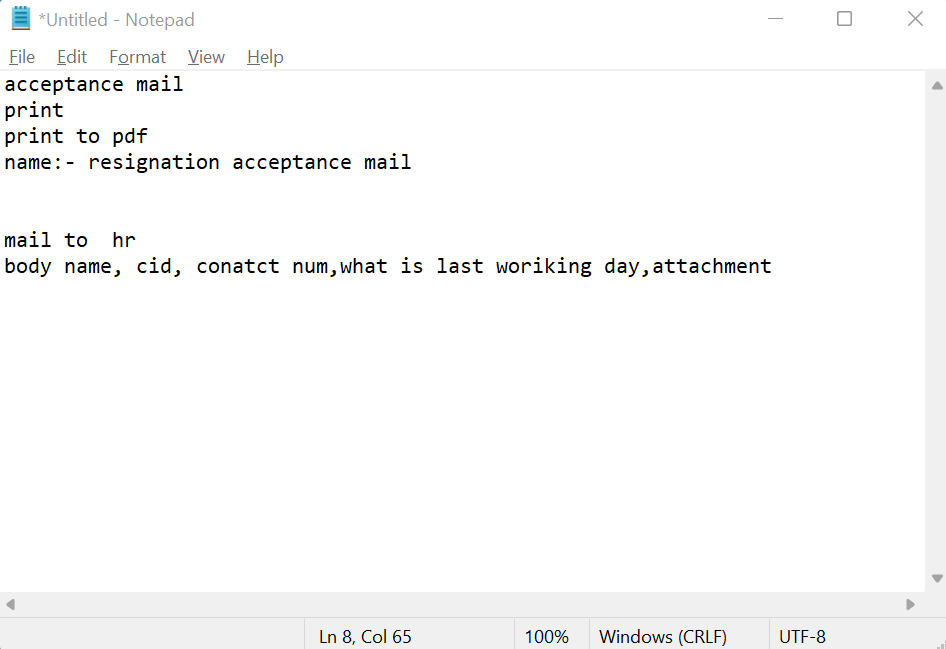 *Untitled - Notepad
File Edit Format View Help
acceptance mail
print
print to pdf
name:- resignation acceptance mail
mail to  hr
body name, cid, conatct num,what is last woriking day,attachment
Ln 8, Col 65 100% Windows (CRLF) UTF-8